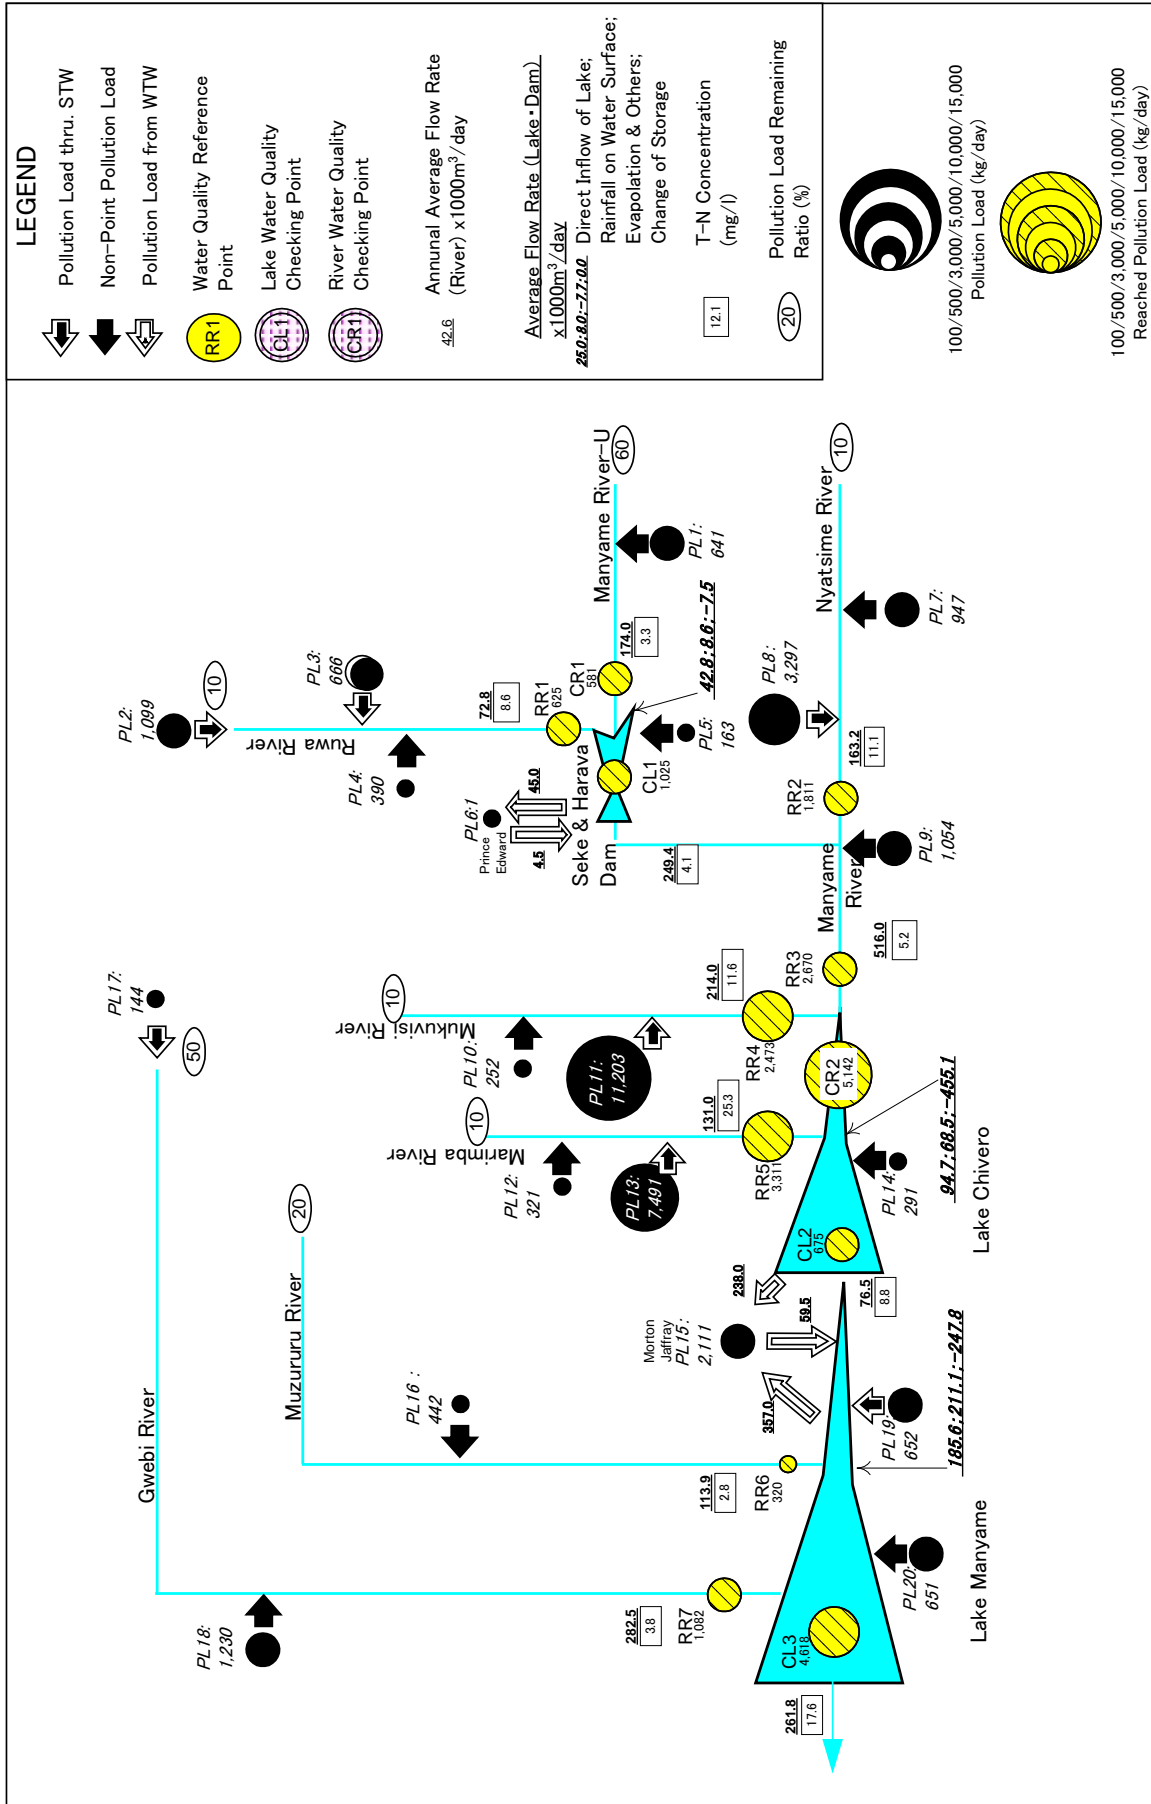 LEGEND
Pollution Load thru. STW
Non-Point Pollution Load
Pollution Load from WTW
RR1
Water Quality Reference
Point
CL1
Lake Water Quality
Checking Point
CR1
River Water Quality
Checking Point
42.6
Annunal Average Flow Rate
(River) x1000m³/day
Average Flow Rate (Lake･Dam)
x1000m³/day
25.0;8.0;-7.7;0.0
Direct Inflow of Lake;
Rainfall on Water Surface;
Evapolation & Others;
Change of Storage
12.1
T-N Concentration
(mg/l)
20
Pollution Load Remaining
Ratio (%)
100/500/3,000/5,000/10,000/15,000
Pollution Load (kg/day)
100/500/3,000/5,000/10,000/15,000
Reached Pollution Load (kg/day)
Gwebi River
PL18:
1,230
PL17:
144
50
282.5
3.8
RR7
1,082
Muzururu River
20
PL16 :
442
113.9
2.8
RR6
320
Marimba River
10
PL12:
321
PL13:
7,491
131.0
25.3
RR5
3,311
Mukuvisi River
10
PL10:
252
PL11:
11,203
214.0
11.6
RR4
2,473
PL2:
1,099
10
PL3:
666
Ruwa River
PL4:
390
72.8
8.6
RR1
625
PL6:1
Prince
Edward
4.5
45.0
Seke & Harava
Dam
CL1
1,025
CR1
581
174.0
3.3
Manyame River-U
60
PL1:
641
PL5:
163
42.8;8.6;-7.5
249.4
4.1
Nyatsime River
10
PL7:
947
PL8:
3,297
163.2
11.1
RR2
1,811
PL9:
1,054
Manyame
River
516.0
5.2
RR3
2,670
CR2
5,142
94.7;68.5;-455.1
PL14:
291
CL2
675
Lake Chivero
76.5
8.8
238.0
Morton
Jaffray
PL15:
2,111
59.5
357.0
PL19:
652
185.6;211.1;-247.8
PL20:
651
CL3
4,618
Lake Manyame
261.8
17.6